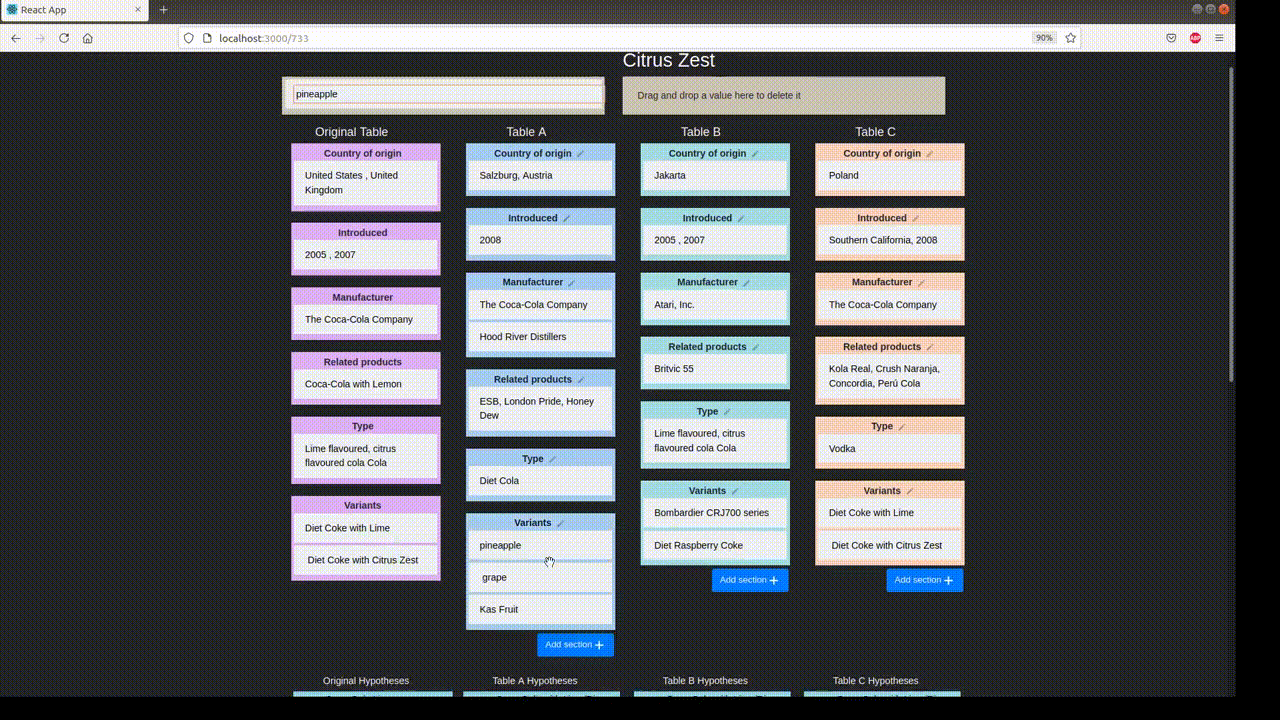 React App
localhost:3000/733
90%
ABP
Citrus Zest
pineapple
Drag and drop a value here to delete it
Original Table
Country of origin
United States , United
Kingdom
Introduced
2005 , 2007
Manufacturer
The Coca-Cola Company
Related products
Coca-Cola with Lemon
Type
Lime flavoured, citrus
flavoured cola Cola
Variants
Diet Coke with Lime
Diet Coke with Citrus Zest
Table A
Country of origin
Salzburg, Austria
Introduced
2008
Manufacturer
The Coca-Cola Company
Hood River Distillers
Related products
ESB, London Pride, Honey
Dew
Type
Diet Cola
Variants
pineapple
grape
Kas Fruit
Add section
Table B
Country of origin
Jakarta
Introduced
2005 , 2007
Manufacturer
Atari, Inc.
Related products
Britvic 55
Type
Lime flavoured, citrus
flavoured cola Cola
Variants
Bombardier CRJ700 series
Diet Raspberry Coke
Add section
Table C
Country of origin
Poland
Introduced
Southern California, 2008
Manufacturer
The Coca-Cola Company
Related products
Kola Real, Crush Naranja,
Concordia, Perú Cola
Type
Vodka
Variants
Diet Coke with Lime
Diet Coke with Citrus Zest
Add section
Original Hypotheses
Table A Hypotheses
Table B Hypotheses
Table C Hypotheses